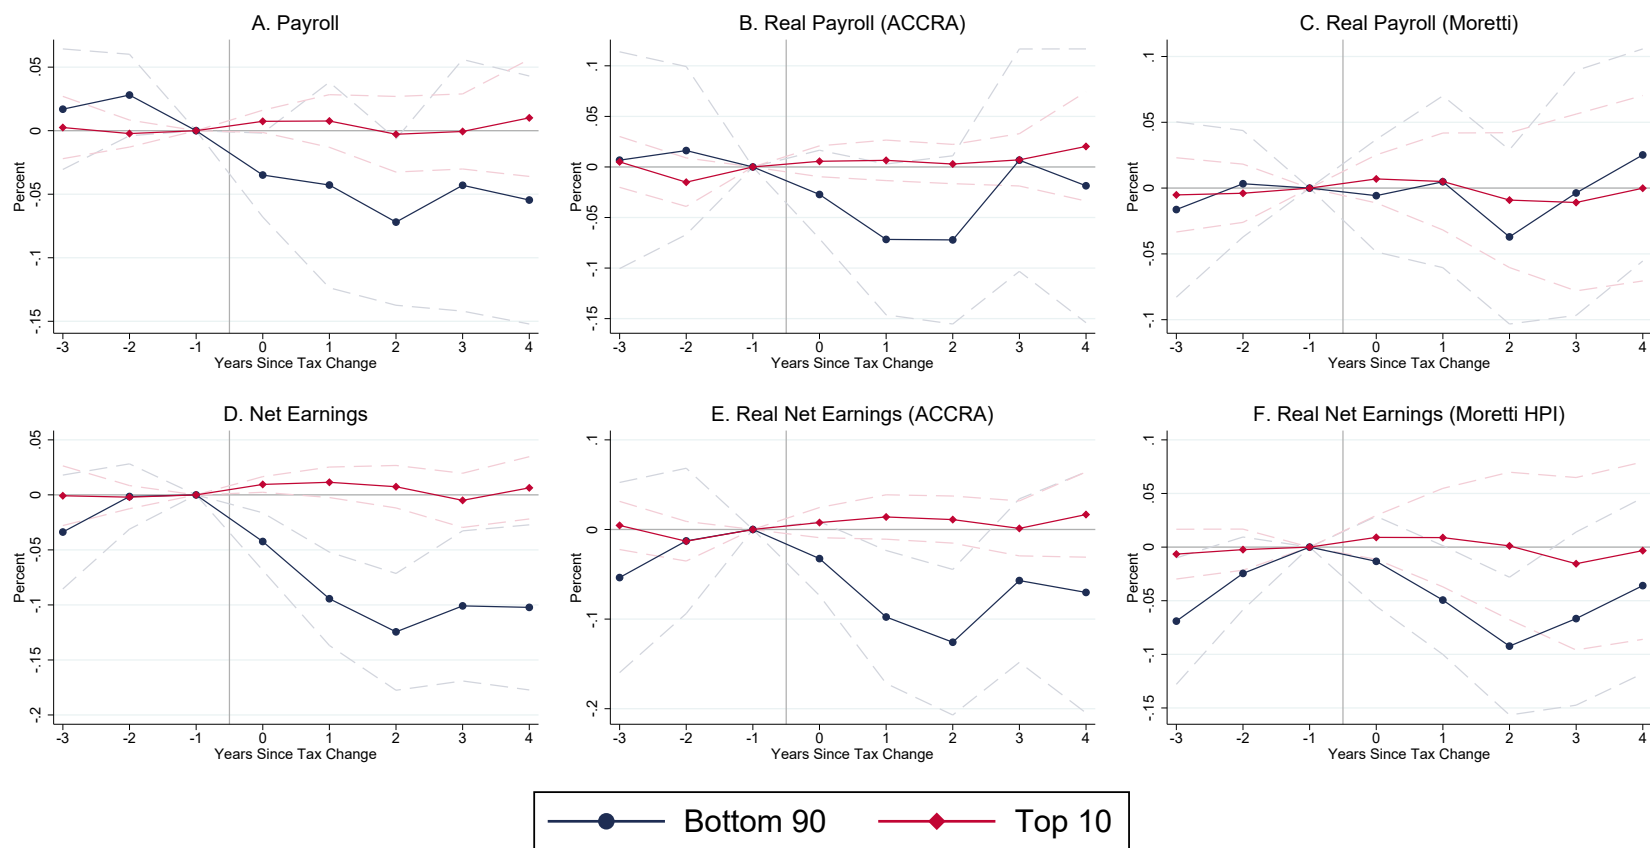 A. Payroll
B. Real Payroll (ACCRA)
C. Real Payroll (Moretti)
Percent
.05
0
-.05
-.1
-.15
-3 -2 -1 0 1 2 3 4
Years Since Tax Change
Percent
.1
.05
0
-.05
-.1
-.15
-3 -2 -1 0 1 2 3 4
Years Since Tax Change
Percent
.1
.05
0
-.05
-.1
-3 -2 -1 0 1 2 3 4
Years Since Tax Change
D. Net Earnings
E. Real Net Earnings (ACCRA)
F. Real Net Earnings (Moretti HPI)
Percent
.05
0
-.05
-.1
-.15
-.2
-3 -2 -1 0 1 2 3 4
Years Since Tax Change
Percent
.1
0
-.1
-.2
-3 -2 -1 0 1 2 3 4
Years Since Tax Change
Percent
.1
.05
0
-.05
-.1
-.15
-3 -2 -1 0 1 2 3 4
Years Since Tax Change
Bottom 90
Top 10